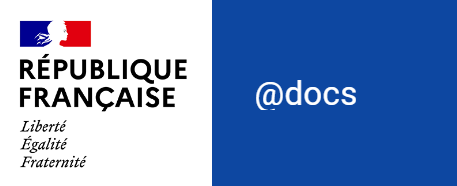 RÉPUBLIQUE
FRANÇAISE
Liberté
Égalité
Fraternité
@docs